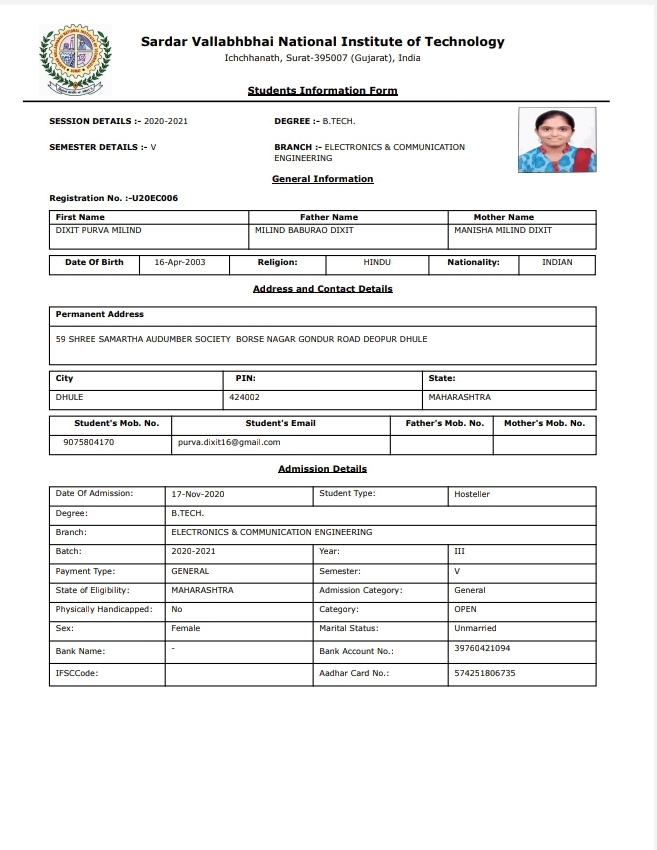 Sardar Vallabhbhai National Institute of Technology
Ichchhanath, Surat-395007 (Gujarat), India
Students Information Form
SESSION DETAILS :- 2020-2021 DEGREE :- B.TECH.
SEMESTER DETAILS :- V BRANCH :- ELECTRONICS & COMMUNICATION
ENGINEERING
General Information
Registration No. :-U20EC006
First Name Father Name Mother Name
DIXIT PURVA MILIND MILIND BABURAO DIXIT MANISHA MILIND DIXIT
Date Of Birth 16-Apr-2003 Religion: HINDU Nationality: INDIAN
Address and Contact Details
Permanent Address
59 SHREE SAMARTHA AUDUMBER SOCIETY BORSE NAGAR GONDUR ROAD DEOPUR DHULE
City PIN: State:
DHULE 424002 MAHARASHTRA
Student's Mob. No. Student's Email Father's Mob. No. Mother's Mob. No.
9075804170 purva.dixit16@gmail.com
Admission Details
Date Of Admission: 17-Nov-2020 Student Type: Hosteller
Degree: B.TECH.
Branch: ELECTRONICS & COMMUNICATION ENGINEERING
Batch: 2020-2021 Year: III
Payment Type: GENERAL Semester: V
State of Eligibility: MAHARASHTRA Admission Category: General
Physically Handicapped: No Category: OPEN
Sex: Female Marital Status: Unmarried
Bank Name: - Bank Account No.: 39760421094
IFSCCode: Aadhar Card No.: 574251806735